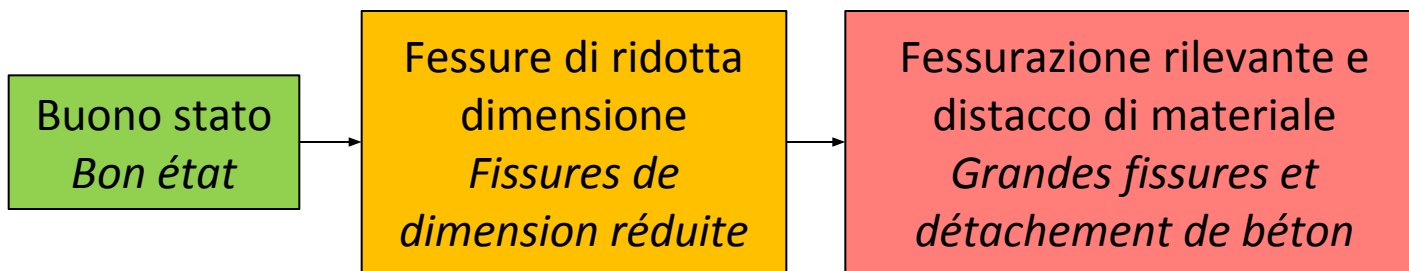 Buono stato
Bon état
Fessure di ridotta
dimensione
Fissures de
dimension réduite
Fessurazione rilevante e
distacco di materiale
Grandes fissures et
détachement de béton